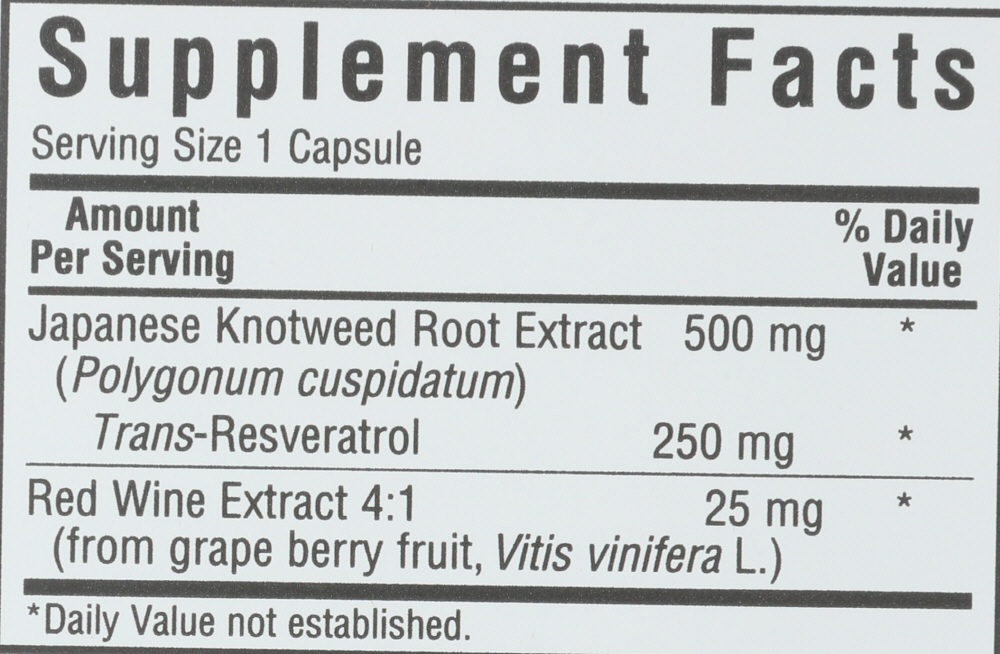 Supplement Facts
Serving Size 1 Capsule
Amount
Per Serving
% Daily
Value
Japanese Knotweed Root Extract 500 mg *
(Polygonum cuspidatum)
Trans-Resveratrol 250 mg *
Red Wine Extract 4:1 25 mg *
(from grape berry fruit, Vitis vinifera L.)
*Daily Value not established.